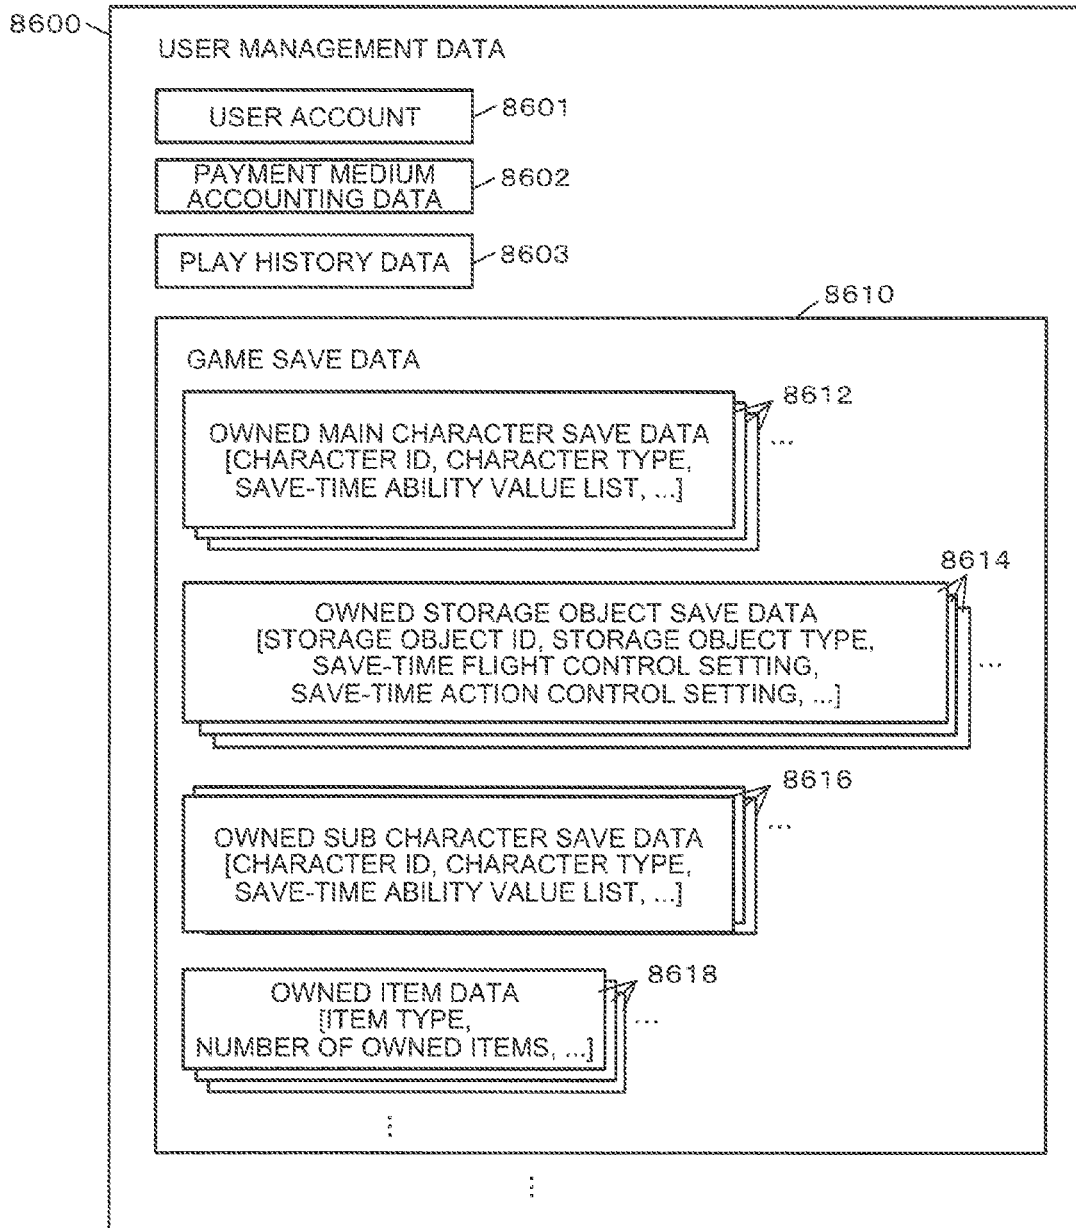 8600
USER MANAGEMENT DATA
USER ACCOUNT
8601
PAYMENT MEDIUM
ACCOUNTING DATA
8602
PLAY HISTORY DATA
8603
8610
GAME SAVE DATA
8612
OWNED MAIN CHARACTER SAVE DATA
[CHARACTER ID, CHARACTER TYPE,
SAVE-TIME ABILITY VALUE LIST, ...]
...
8614
OWNED STORAGE OBJECT SAVE DATA
[STORAGE OBJECT ID, STORAGE OBJECT TYPE,
SAVE-TIME FLIGHT CONTROL SETTING,
SAVE-TIME ACTION CONTROL SETTING, ...]
...
8616
OWNED SUB CHARACTER SAVE DATA
[CHARACTER ID, CHARACTER TYPE,
SAVE-TIME ABILITY VALUE LIST, ...]
...
8618
OWNED ITEM DATA
[ITEM TYPE,
NUMBER OF OWNED ITEMS, ...]
...
⋮
⋮